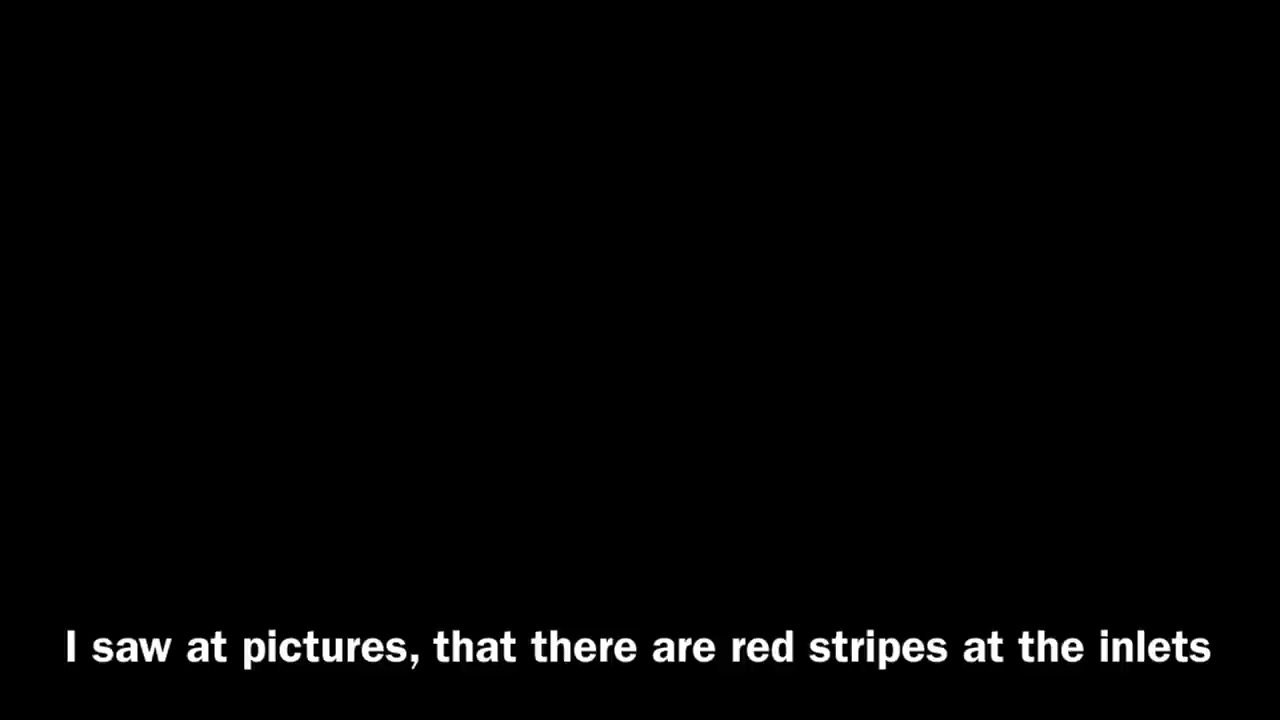 I saw at pictures, that there are red stripes at the inlets